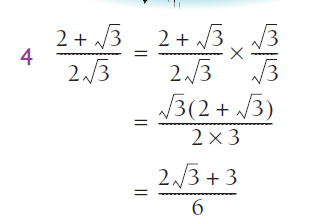 4 (2 + √3)/(2√3) = (2 + √3)/(2√3) × √3/√3
= √3(2 + √3)/(2 × 3)
= (2√3 + 3)/6